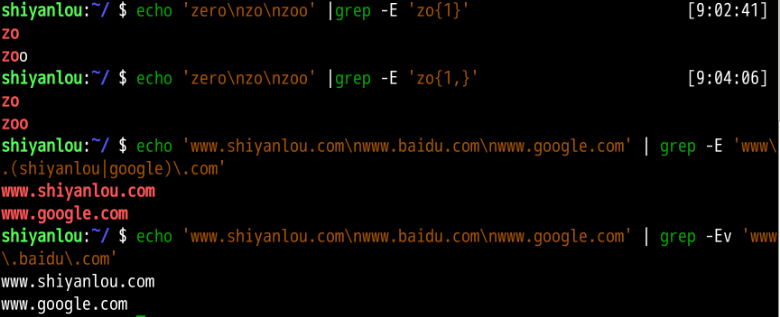 shiyanlou:~/ $ echo 'zero\nzo\nzoo' |grep -E 'zo{1}' [9:02:41]
zo
zoo
shiyanlou:~/ $ echo 'zero\nzo\nzoo' |grep -E 'zo{1,}' [9:04:06]
zo
zoo
shiyanlou:~/ $ echo 'www.shiyanlou.com\nwww.baidu.com\nwww.google.com' | grep -E 'www\
.(shiyanlou|google)\.com'
www.shiyanlou.com
www.google.com
shiyanlou:~/ $ echo 'www.shiyanlou.com\nwww.baidu.com\nwww.google.com' | grep -Ev 'www
\.baidu\.com'
www.shiyanlou.com
www.google.com